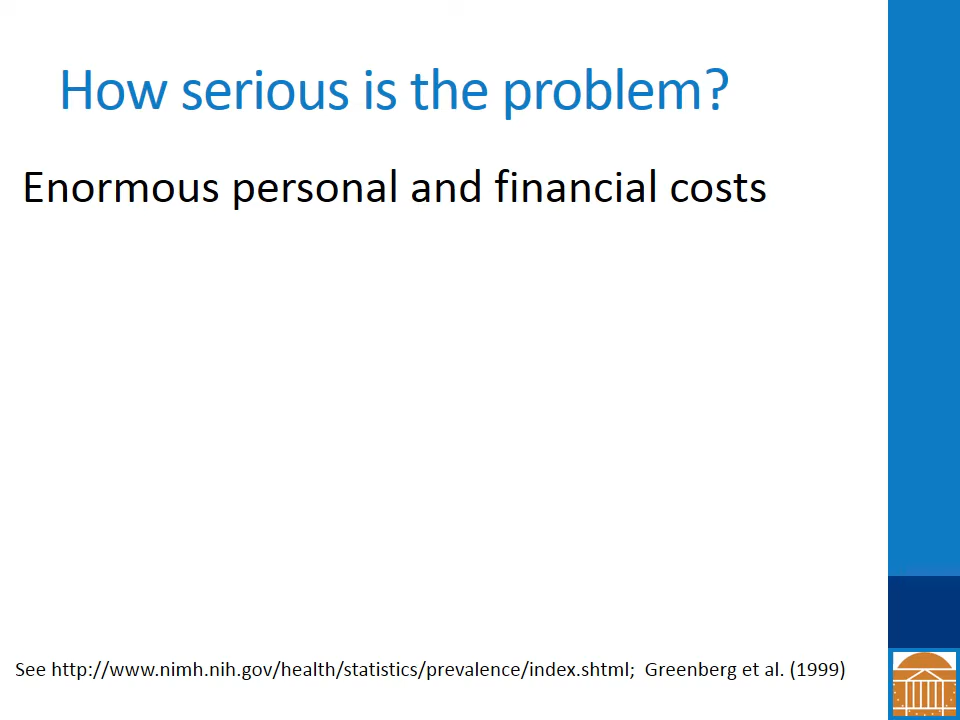 How serious is the problem?
Enormous personal and financial costs
See http://www.nimh.nih.gov/health/statistics/prevalence/index.shtml; Greenberg et al. (1999)